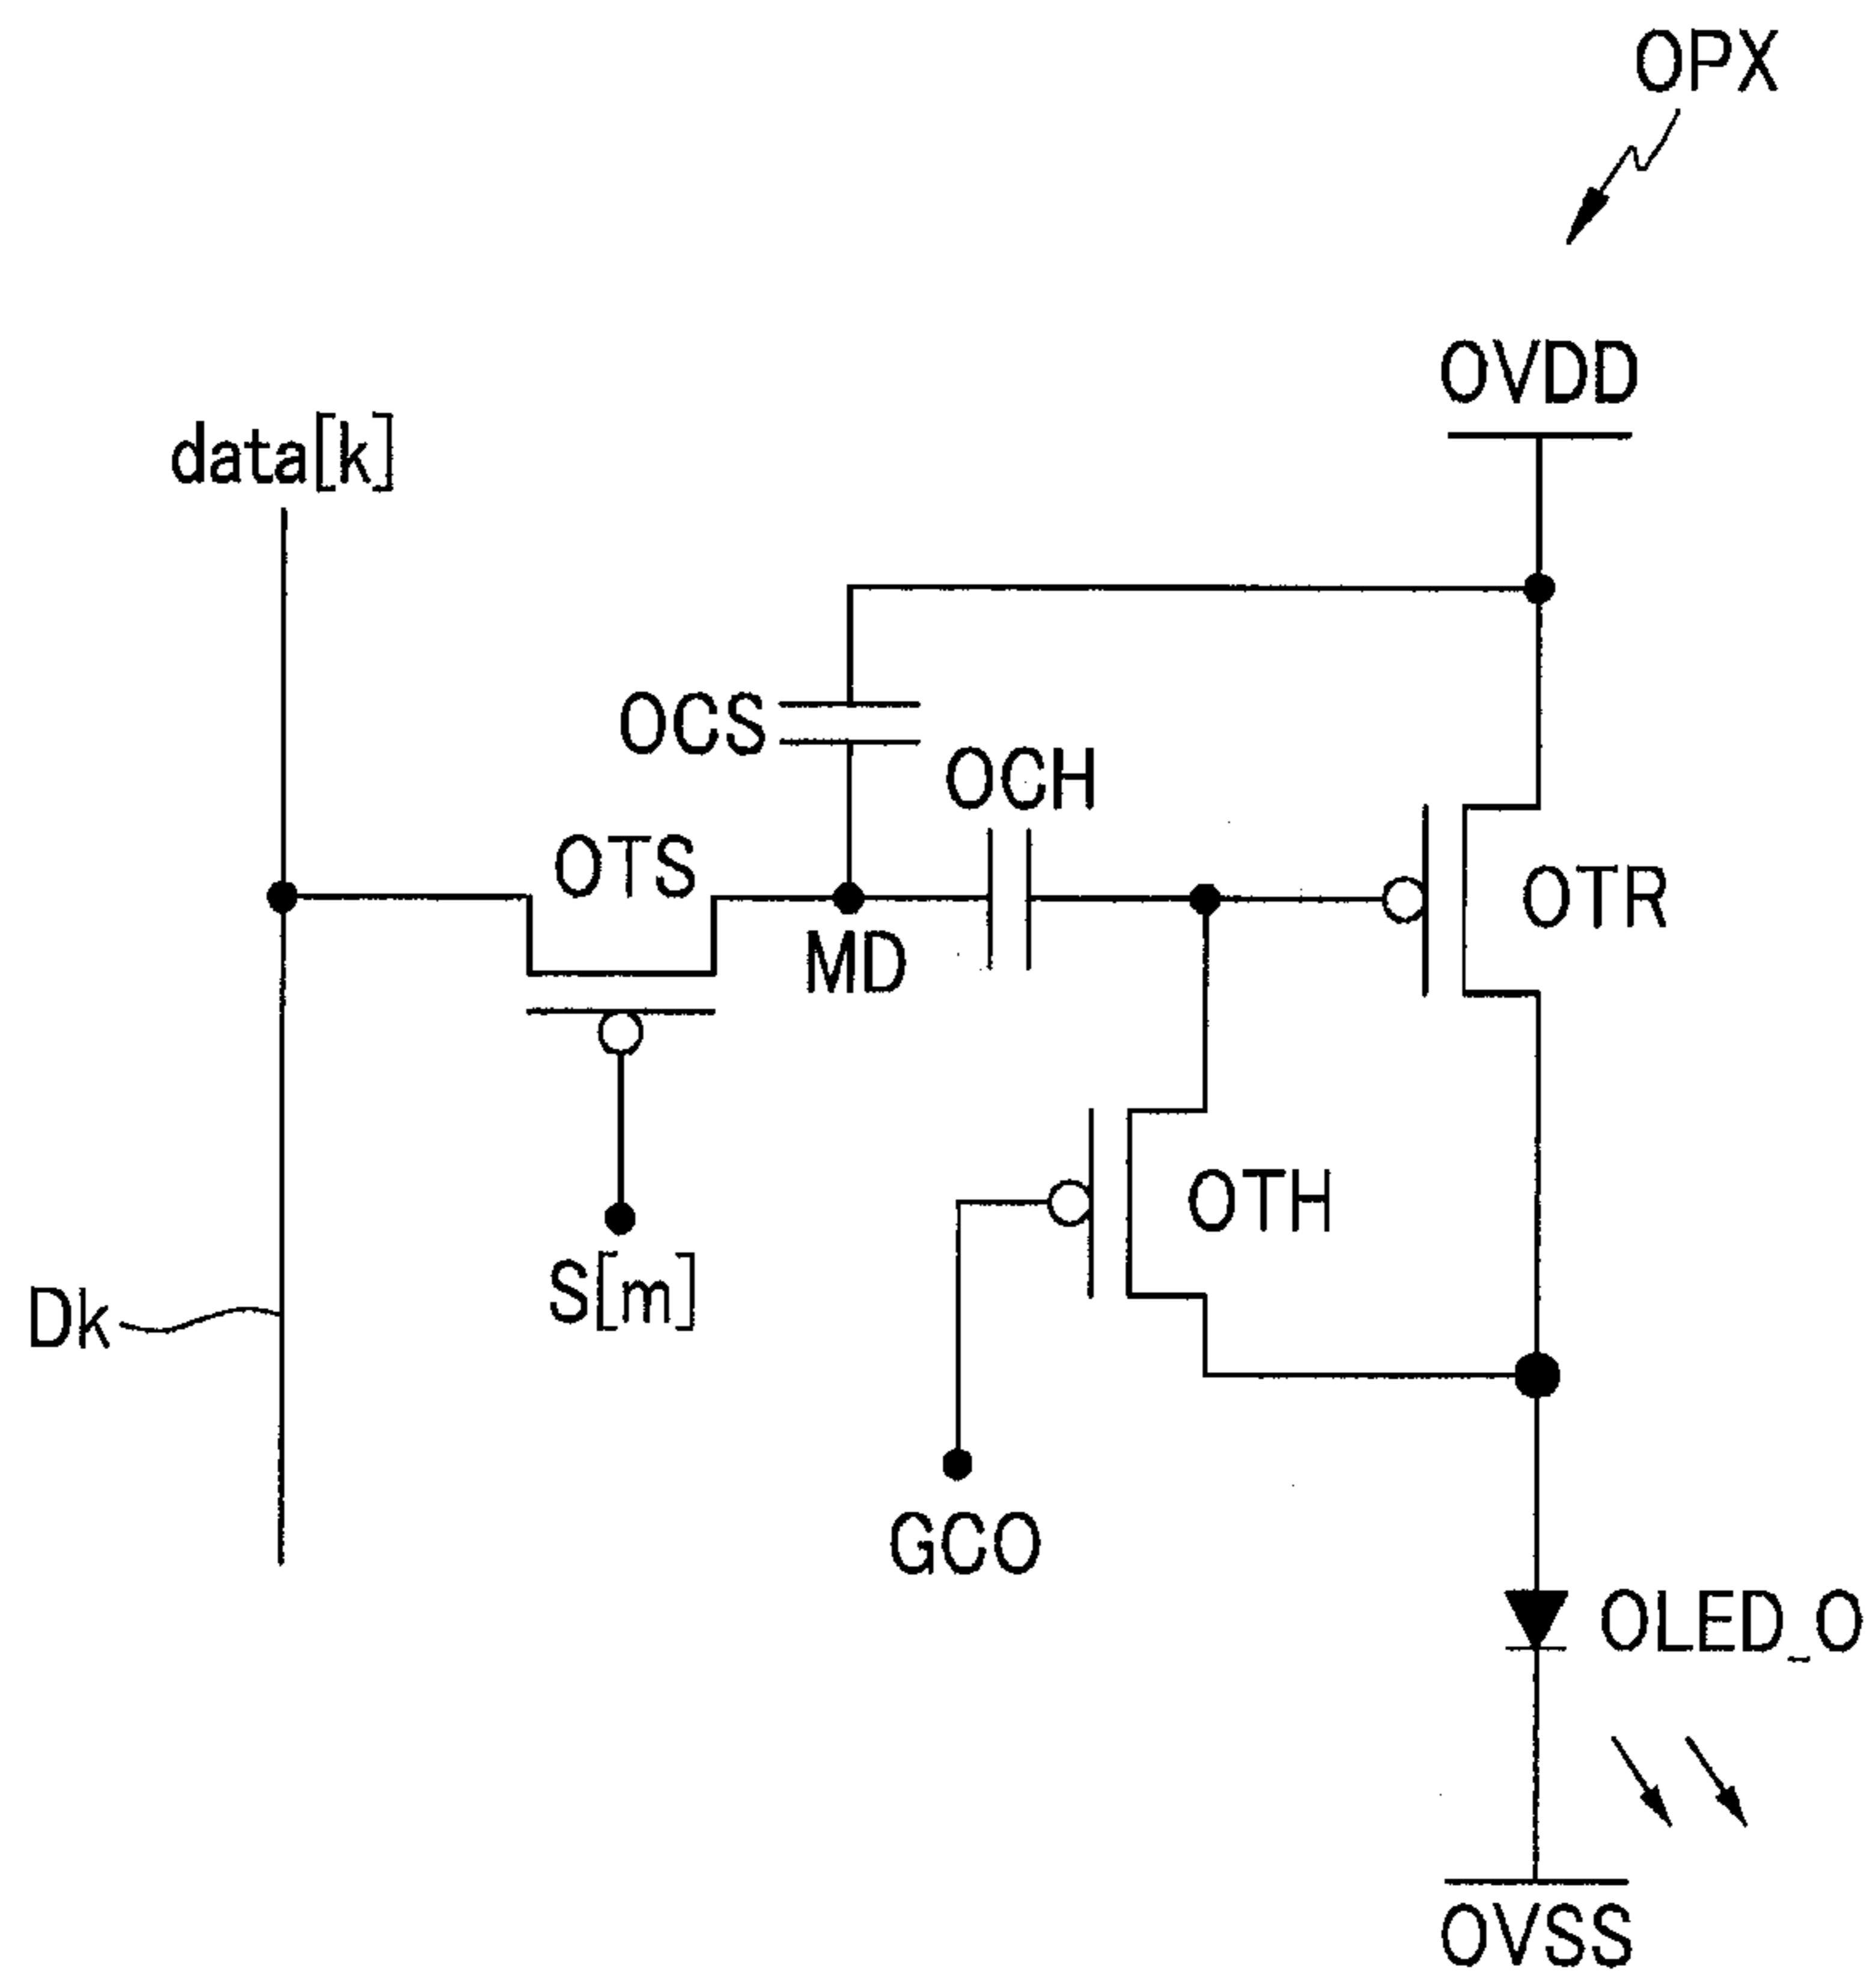 OPX
OVDD
data[k]
OCS
OCH
OTS
OTR
MD
OTH
S[m]
Dk
GCO
OLED_O
OVSS